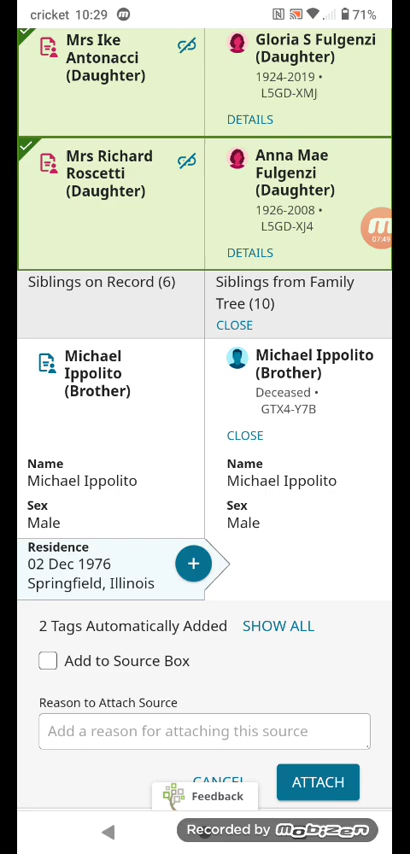 cricket 10:29
71%
Mrs Ike
Antonacci
(Daughter)
Gloria S Fulgenzi
(Daughter)
1924-2019 •
L5GD-XMJ
DETAILS
Mrs Richard
Roscetti
(Daughter)
Anna Mae
Fulgenzi
(Daughter)
1926-2008 •
L5GD-XJ4
07:49
DETAILS
Siblings on Record (6)
Siblings from Family
Tree (10)
CLOSE
Michael
Ippolito
(Brother)
Michael Ippolito
(Brother)
Deceased •
GTX4-Y7B
CLOSE
Name
Michael Ippolito
Name
Michael Ippolito
Sex
Male
Sex
Male
Residence
02 Dec 1976
Springfield, Illinois
2 Tags Automatically Added SHOW ALL
Add to Source Box
Reason to Attach Source
Add a reason for attaching this source
CANCEL
ATTACH
Feedback
Recorded by mobizen